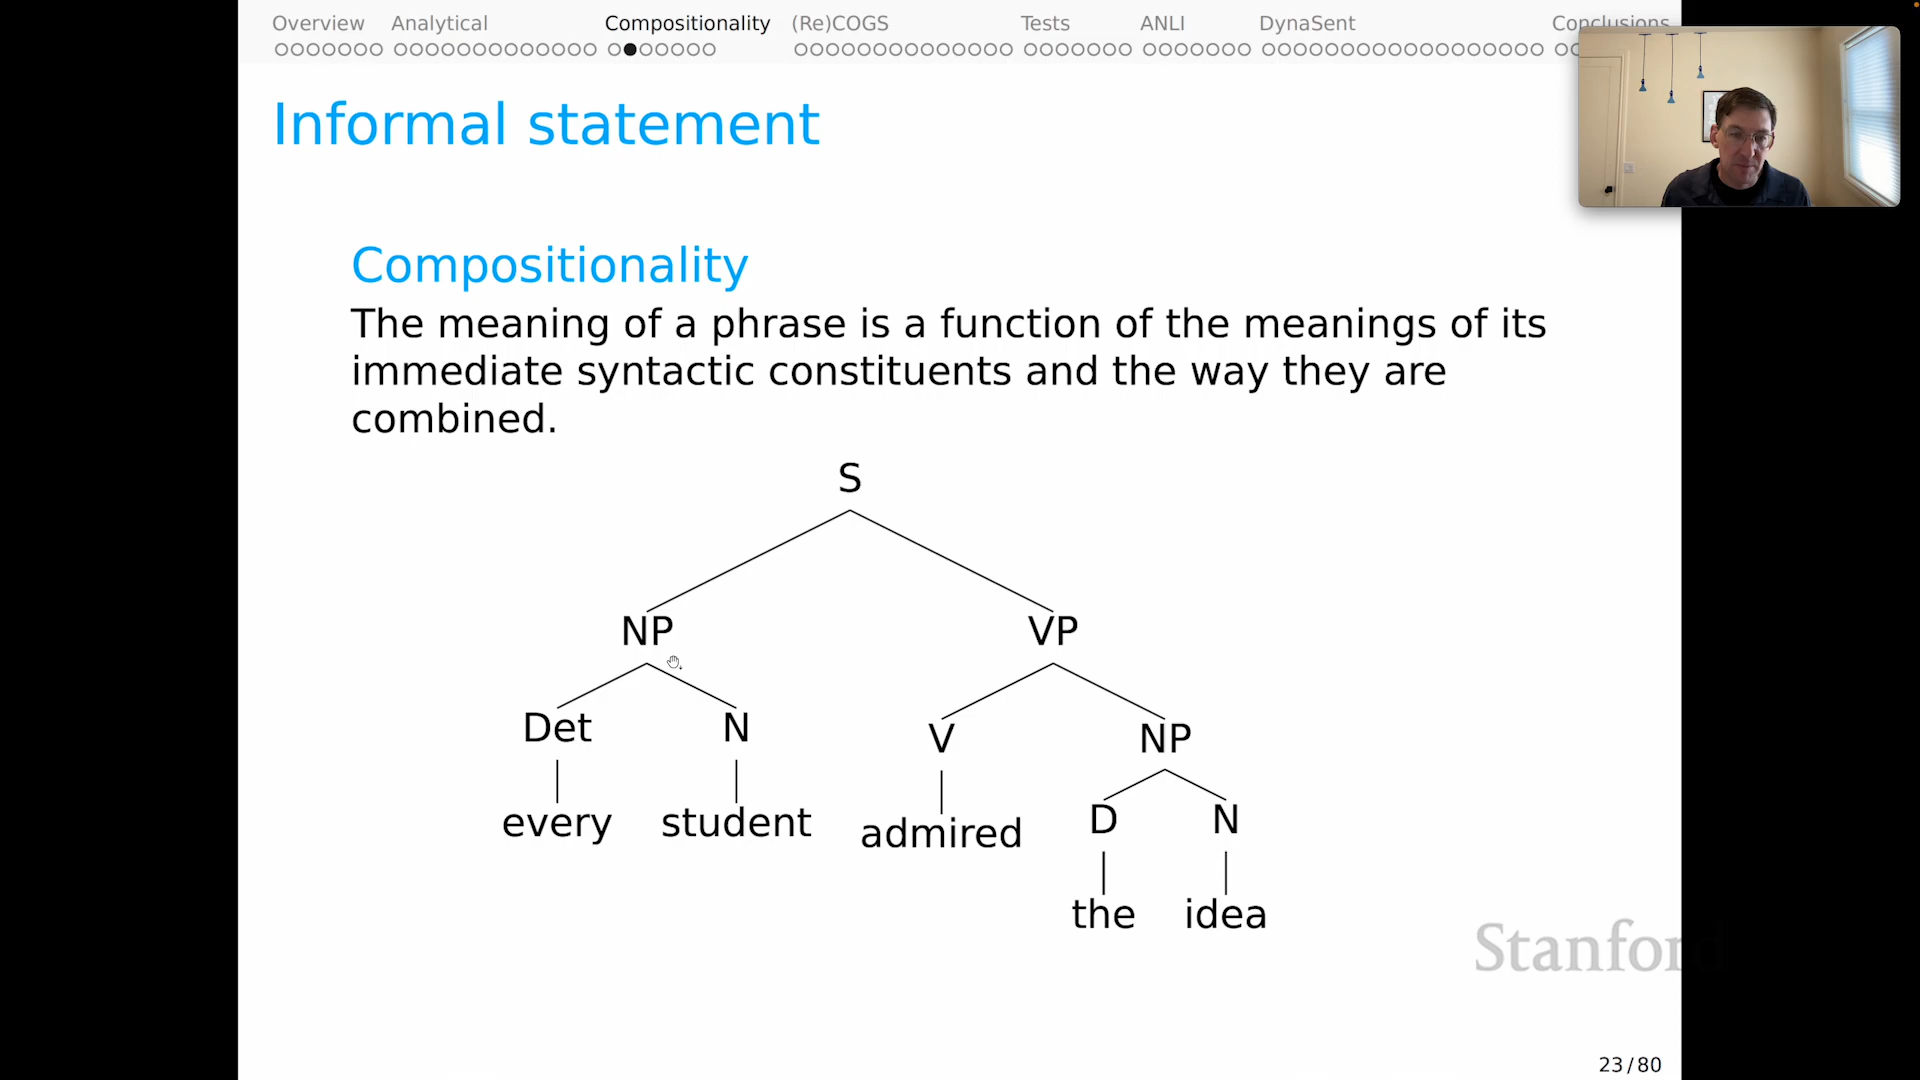 Overview Analytical Compositionality (Re)COGS Tests ANLI DynaSent Conclusions
Informal statement
Compositionality
The meaning of a phrase is a function of the meanings of its
immediate syntactic constituents and the way they are
combined.
S
NP VP
Det N V NP
every student admired D N
the idea
Stanford
23/80